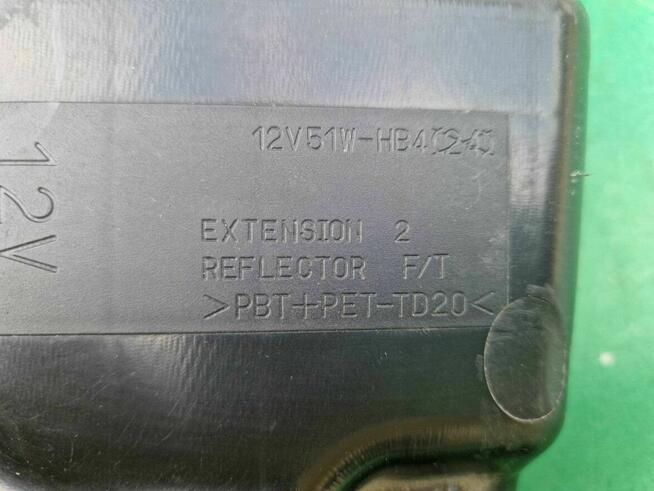 12V51W-HB4
EXTENSION 2
REFLECTOR F/T
>PBT+PET-TD20<
12V